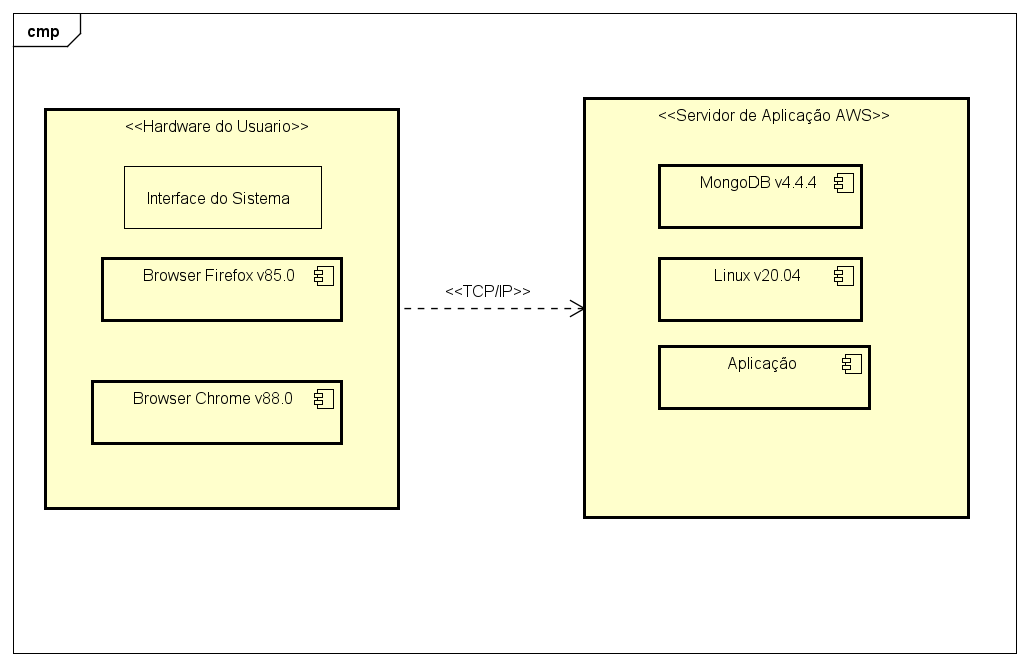 cmp
<<Hardware do Usuario>>
Interface do Sistema
Browser Firefox v85.0
Browser Chrome v88.0
<<TCP/IP>>
<<Servidor de Aplicação AWS>>
MongoDB v4.4.4
Linux v20.04
Aplicação